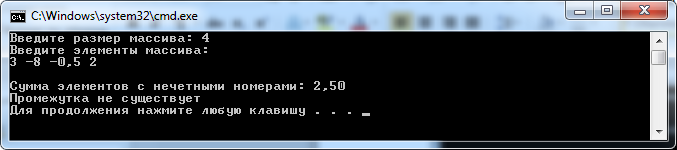 C:\Windows\system32\cmd.exe
Введите размер массива: 4
Введите элементы массива:
3 -8 -0,5 2
Сумма элементов с нечетными номерами: 2,50
Промежутка не существует
Для продолжения нажмите любую клавишу . . .